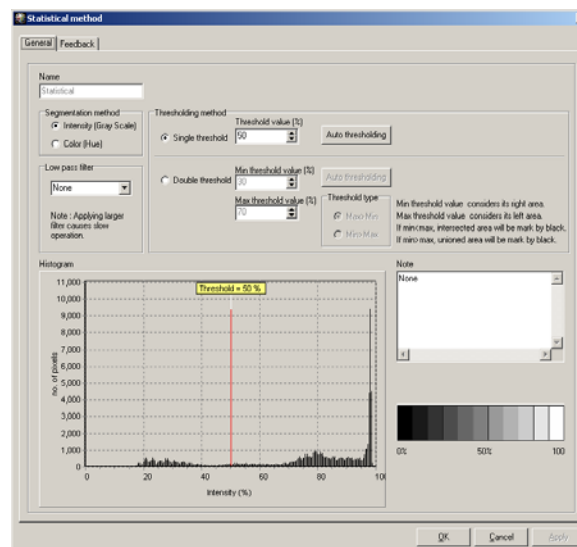 Statistical method
General
Feedback
Name
Statistical
Segmentation method
Intensity (Gray Scale)
Color (Hue)
Low pass filter
None
Note : Applying larger
filter causes slow
operation.
Thresholding method
Single threshold
Threshold value (%)
50
Auto thresholding
Double threshold
Min threshold value (%)
30
Auto thresholding
Max threshold value (%)
70
Threshold type
Max>Min
Min>Max
Min threshold value considers its right area.
Max threshold value considers its left area.
If min<max, intersected area will be mark by black.
If min>max, unioned area will be mark by black.
Histogram
Threshold = 50 %
11,000
10,000
9,000
8,000
7,000
6,000
5,000
4,000
3,000
2,000
1,000
0
no. of pixels
0 20 40 60 80 100
Intensity (%)
Note
None
0% 50% 100
OK
Cancel
Apply